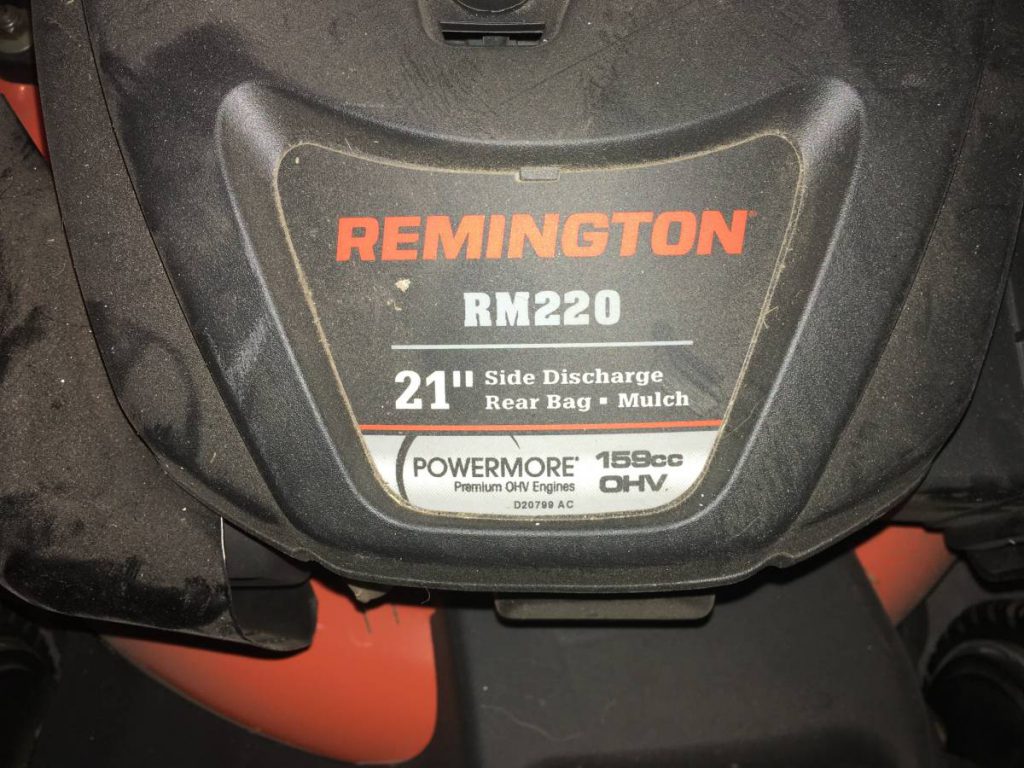 REMINGTON
RM220
21" Side Discharge
Rear Bag ▪ Mulch
POWERMORE® 159cc
Premium OHV Engines OHV
D20799 AC